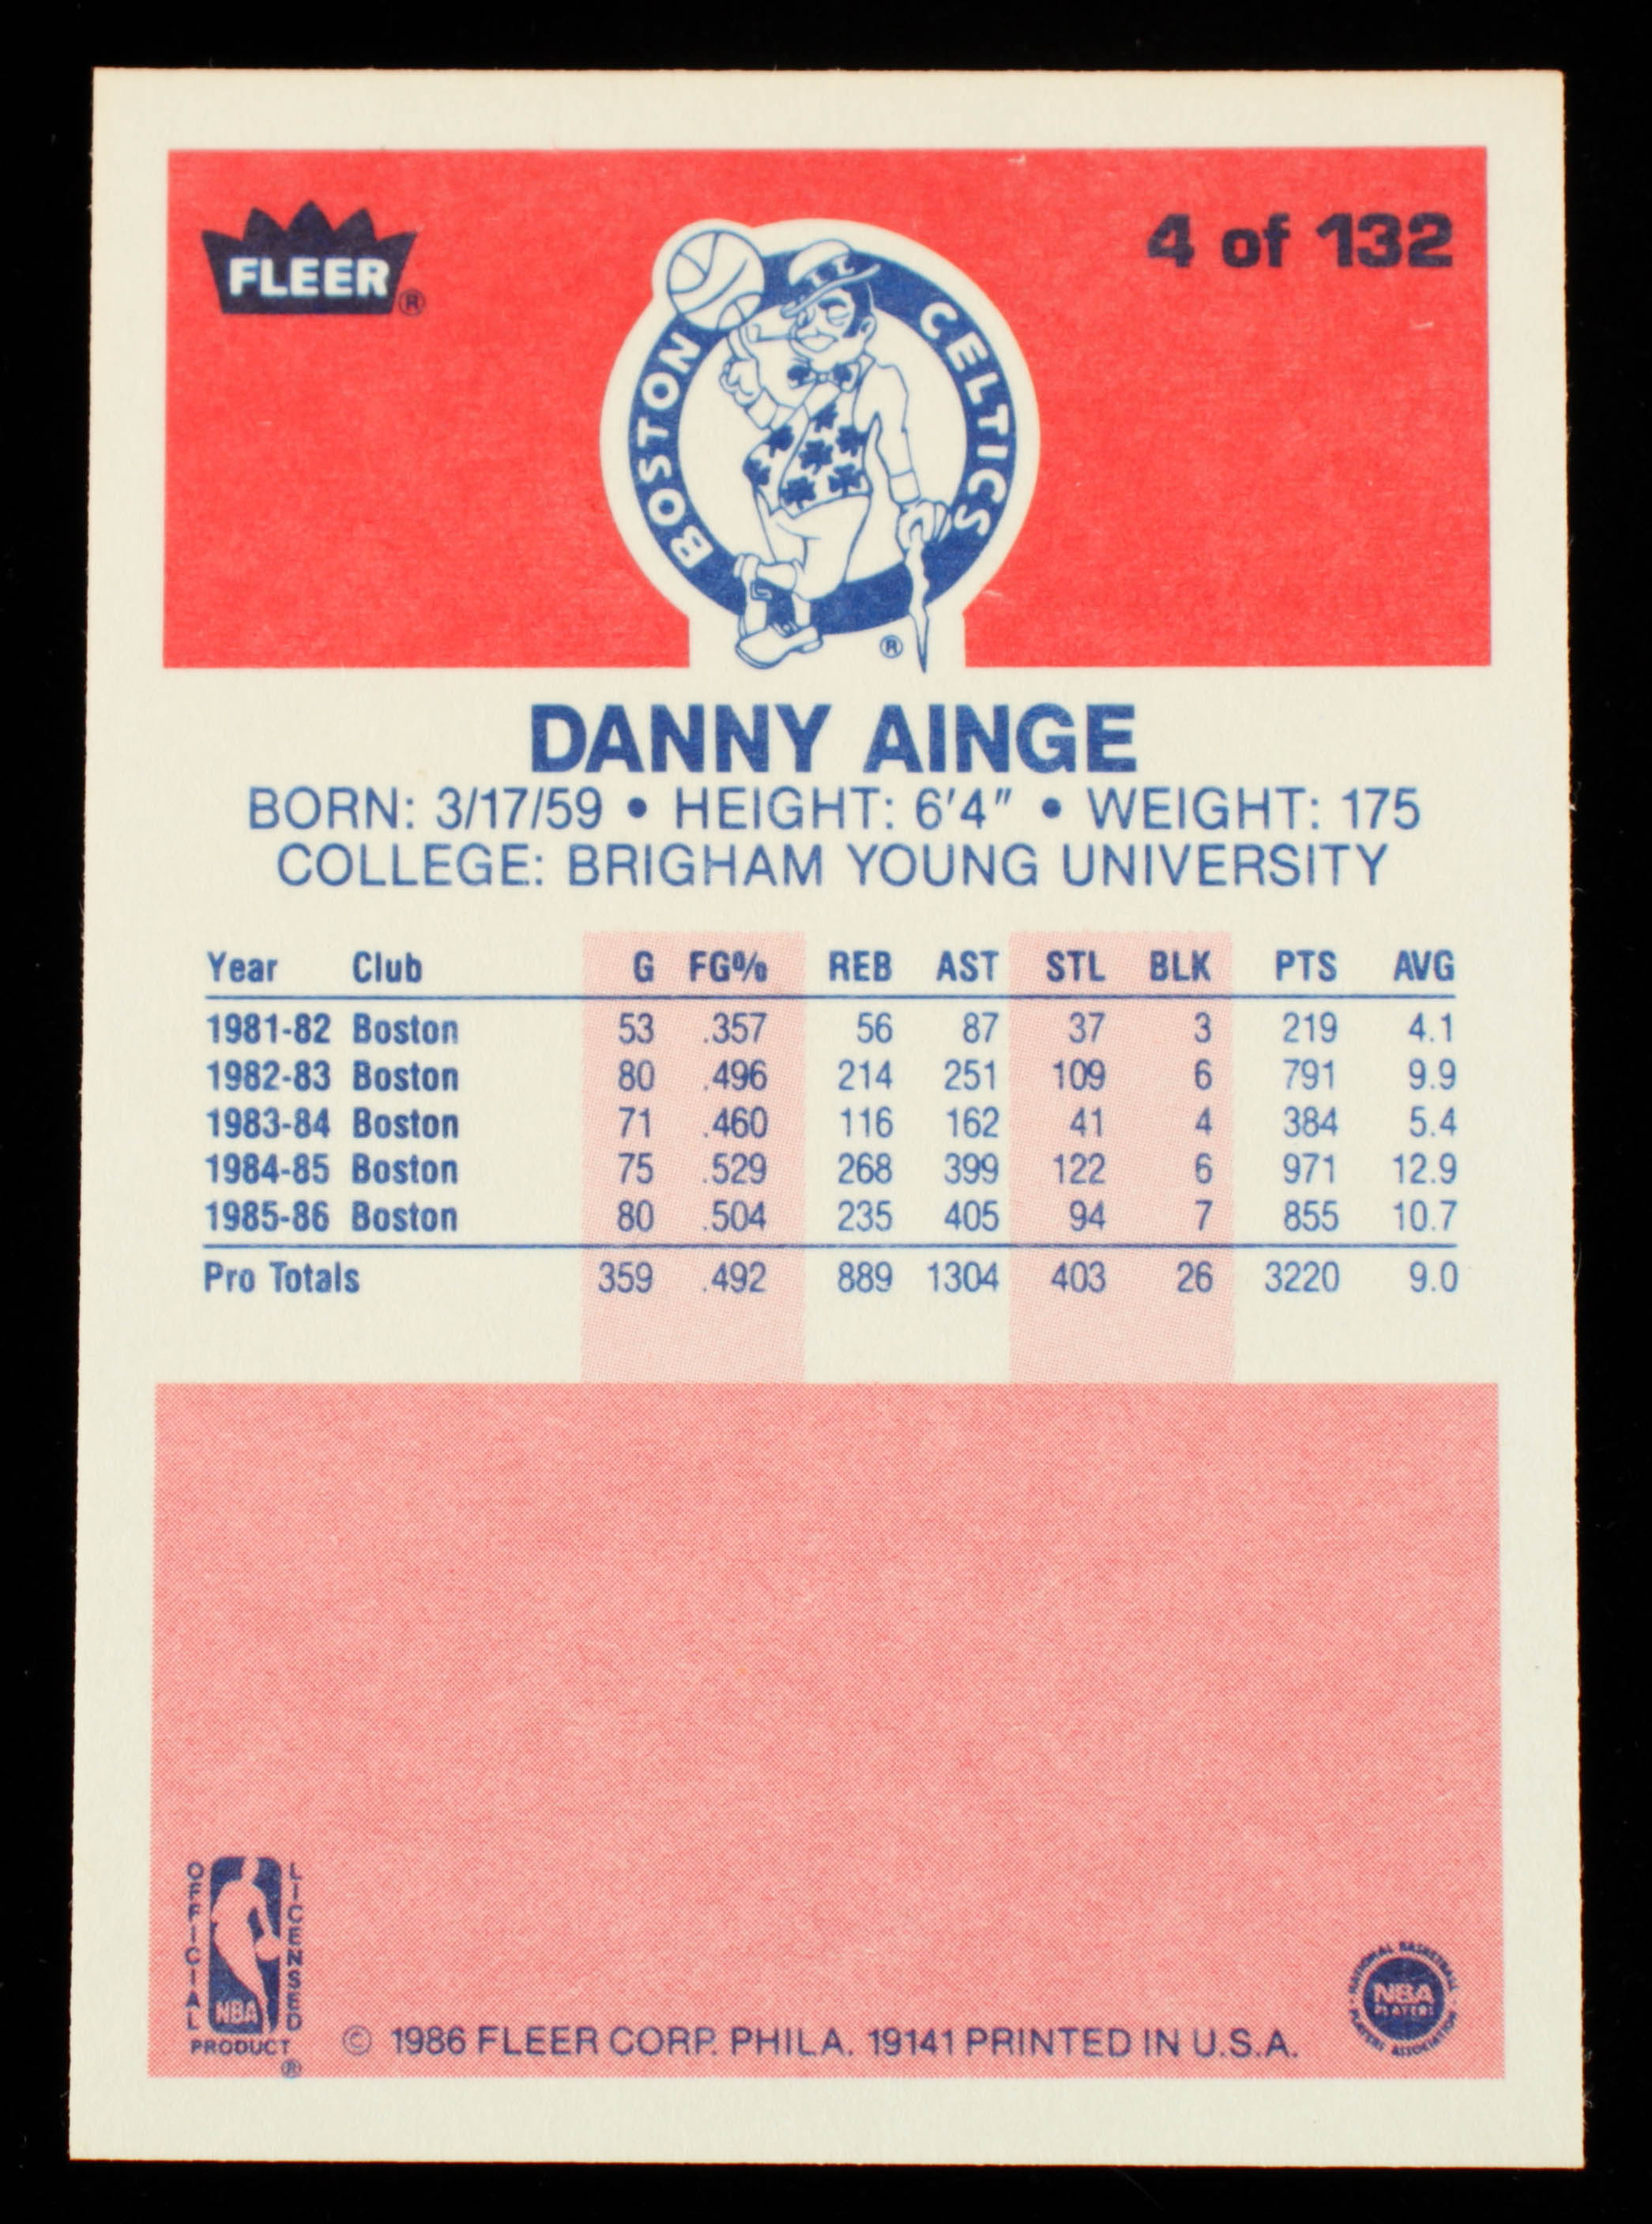 FLEER®
4 of 132
BOSTON CELTICS
®
DANNY AINGE
BORN: 3/17/59 • HEIGHT: 6'4" • WEIGHT: 175
COLLEGE: BRIGHAM YOUNG UNIVERSITY
Year Club G FG% REB AST STL BLK PTS AVG
1981-82 Boston 53 .357 56 87 37 3 219 4.1
1982-83 Boston 80 .496 214 251 109 6 791 9.9
1983-84 Boston 71 .460 116 162 41 4 384 5.4
1984-85 Boston 75 .529 268 399 122 6 971 12.9
1985-86 Boston 80 .504 235 405 94 7 855 10.7
Pro Totals 359 .492 889 1304 403 26 3220 9.0
OFFICIAL LICENSED
NBA
PRODUCT
®
© 1986 FLEER CORP. PHILA. 19141 PRINTED IN U.S.A.
NATIONAL BASKETBALL
NBA
PLAYERS
PLAYERS ASSOCIATION